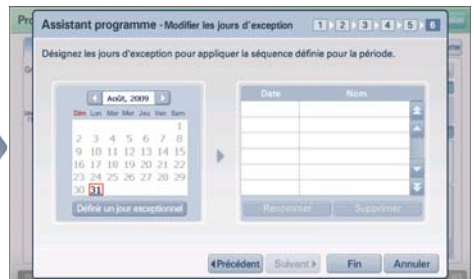 Assistant programme - Modifier les jours d'exception 1 2 3 4 5 6
Désignez les jours d'exception pour appliquer la séquence définie pour la période.
Août, 2009
Date Nom
Dim Lun Mar Mer Jeu Ven Sam
1
2 3 4 5 6 7 8
9 10 11 12 13 14 15
16 17 18 19 20 21 22
23 24 25 26 27 28 29
30 31
Définir un jour exceptionnel
Renommer Supprimer
Précédent Suivant Fin Annuler